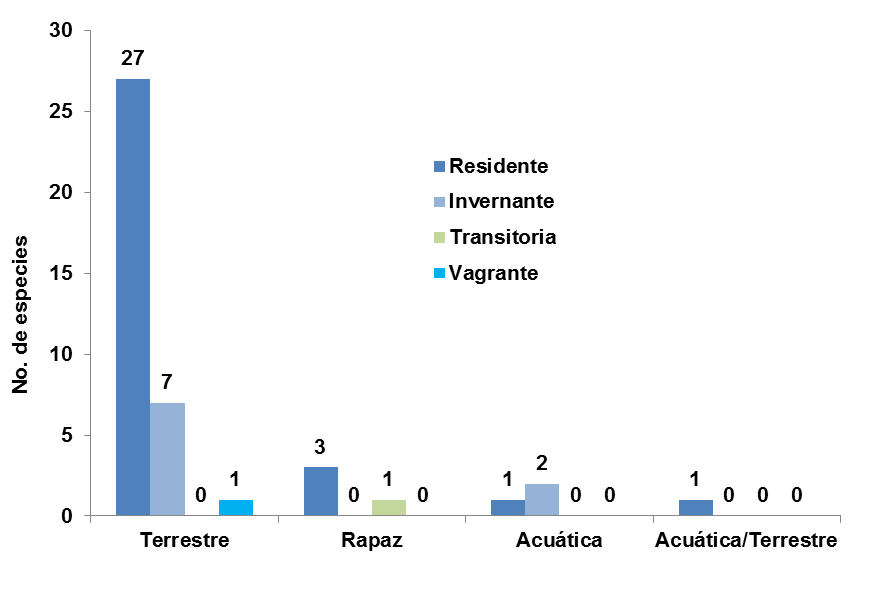 No. de especies
30
25
20
15
10
5
0
27
7
0
1
3
0
1
0
1
2
0
0
1
0
0
0
Residente
Invernante
Transitoria
Vagrante
Terrestre
Rapaz
Acuática
Acuática/Terrestre